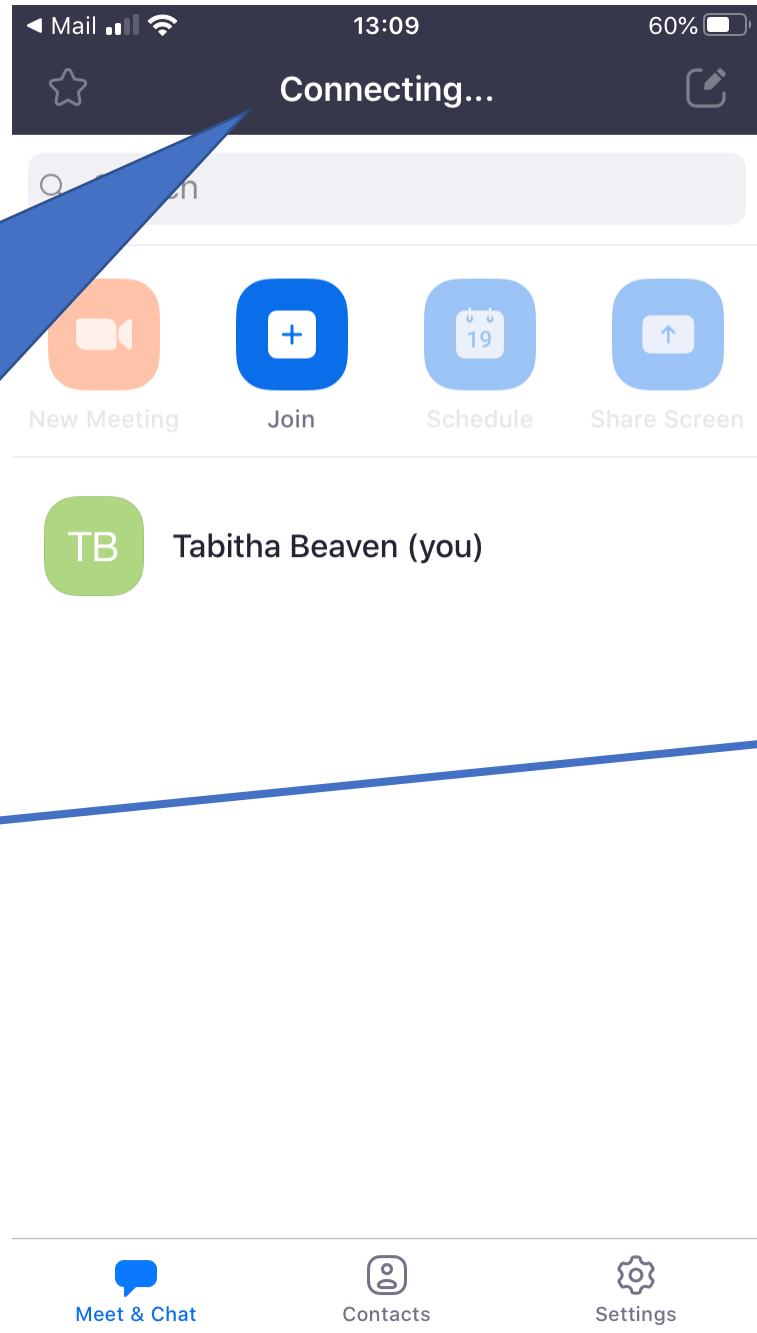 Mail 13:09 60%
Connecting...
New Meeting Join Schedule Share Screen
19
TB Tabitha Beaven (you)
Meet & Chat Contacts Settings